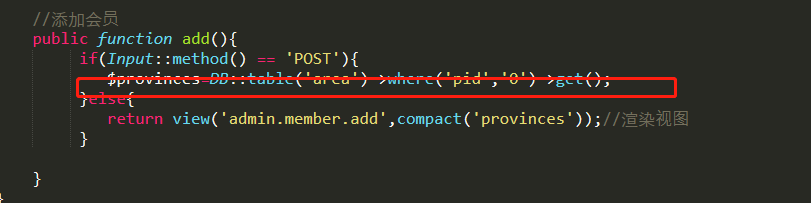 //添加会员
public function add(){
if(Input::method() == 'POST'){
$provinces=DB::table('area')->where('pid','0')->get();
}else{
return view('admin.member.add',compact('provinces'));//渲染视图
}
}
}